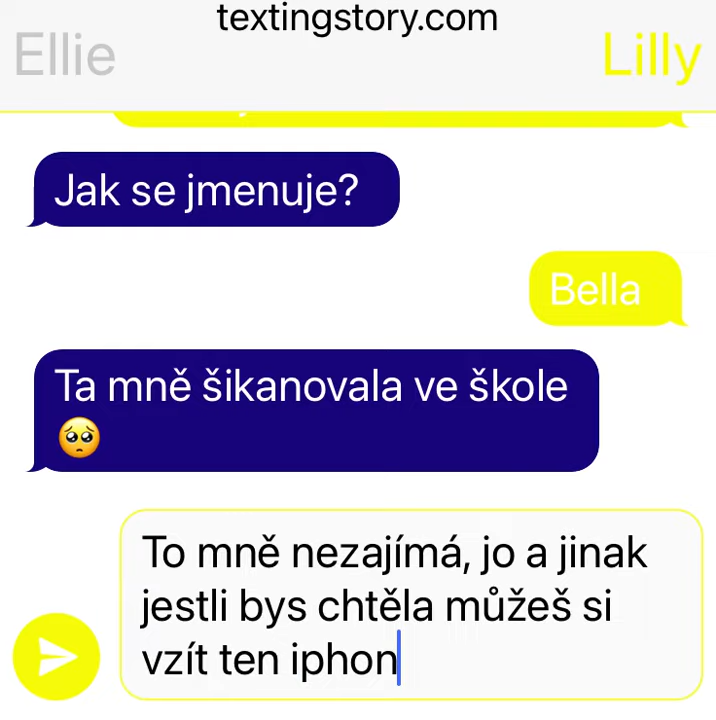 textingstory.com
Ellie
Lilly
Jak se jmenuje?
Bella
Ta mně šikanovala ve škole
🥺
To mně nezajímá, jo a jinak
jestli bys chtěla můžeš si
vzít ten iphon